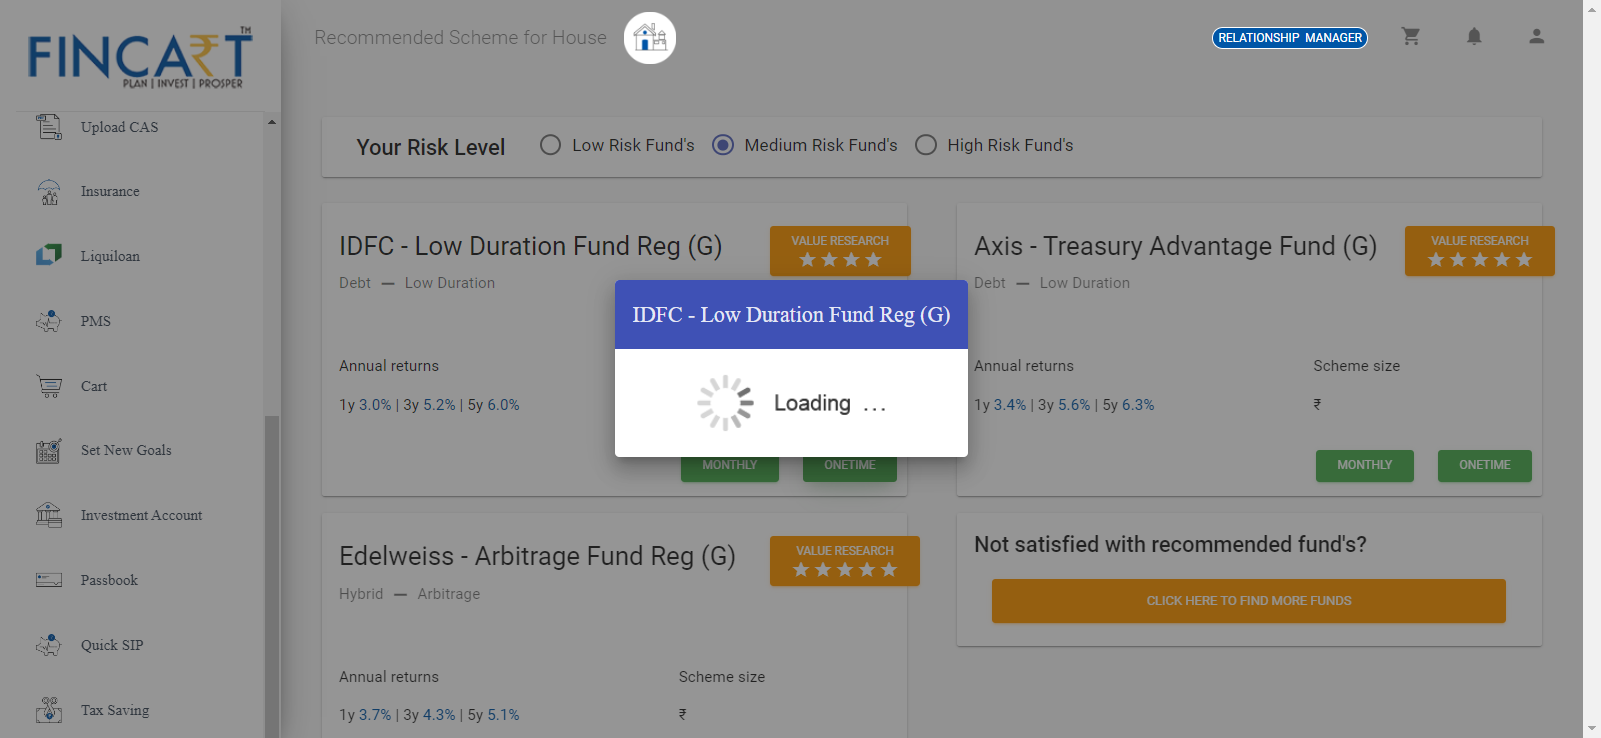 FINCART TM
PLAN | INVEST | PROSPER
Recommended Scheme for House
RELATIONSHIP MANAGER
Upload CAS
Insurance
Liquiloan
PMS
Cart
Set New Goals
Investment Account
Passbook
Quick SIP
Tax Saving
Your Risk Level
Low Risk Fund's
Medium Risk Fund's
High Risk Fund's
IDFC - Low Duration Fund Reg (G)
VALUE RESEARCH
★ ★ ★ ★
Debt — Low Duration
Annual returns
1y 3.0% | 3y 5.2% | 5y 6.0%
MONTHLY
ONETIME
Axis - Treasury Advantage Fund (G)
VALUE RESEARCH
★ ★ ★ ★ ★
Debt — Low Duration
Annual returns
Scheme size
1y 3.4% | 3y 5.6% | 5y 6.3%
₹
MONTHLY
ONETIME
IDFC - Low Duration Fund Reg (G)
Loading ...
Edelweiss - Arbitrage Fund Reg (G)
VALUE RESEARCH
★ ★ ★ ★ ★
Hybrid — Arbitrage
Annual returns
Scheme size
1y 3.7% | 3y 4.3% | 5y 5.1%
₹
Not satisfied with recommended fund's?
CLICK HERE TO FIND MORE FUNDS